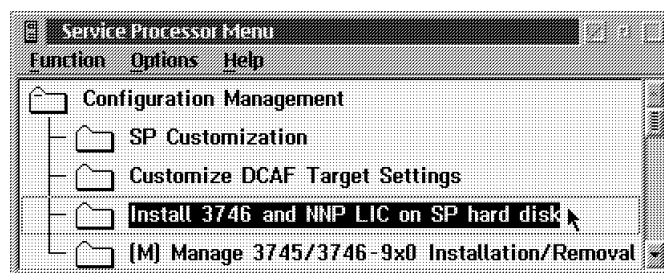 Service Processor Menu
Function Options Help
Configuration Management
SP Customization
Customize DCAF Target Settings
Install 3746 and NNP LIC on SP hard disk
(M) Manage 3745/3746-9x0 Installation/Removal